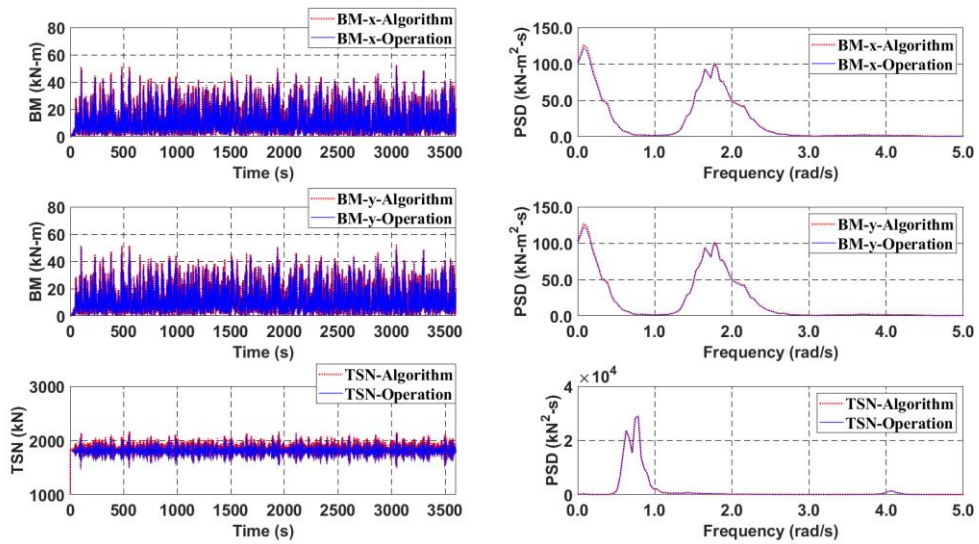 BM (kN-m)
80
60
40
20
0
BM-x-Algorithm
BM-x-Operation
0 500 1000 1500 2000 2500 3000 3500
Time (s)
PSD (kN-m²-s)
150.0
100.0
50.0
0.0
BM-x-Algorithm
BM-x-Operation
0.0 1.0 2.0 3.0 4.0 5.0
Frequency (rad/s)
BM (kN-m)
80
60
40
20
0
BM-y-Algorithm
BM-y-Operation
0 500 1000 1500 2000 2500 3000 3500
Time (s)
PSD (kN-m²-s)
150.0
100.0
50.0
0.0
BM-y-Algorithm
BM-y-Operation
0.0 1.0 2.0 3.0 4.0 5.0
Frequency (rad/s)
TSN (kN)
3000
2000
1000
TSN-Algorithm
TSN-Operation
0 500 1000 1500 2000 2500 3000 3500
Time (s)
PSD (kN²-s)
× 10⁴
4
2
0
TSN-Algorithm
TSN-Operation
0.0 1.0 2.0 3.0 4.0 5.0
Frequency (rad/s)